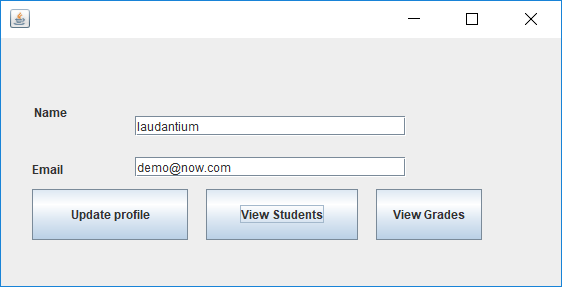 Name
laudantium
Email
demo@now.com
Update profile
View Students
View Grades